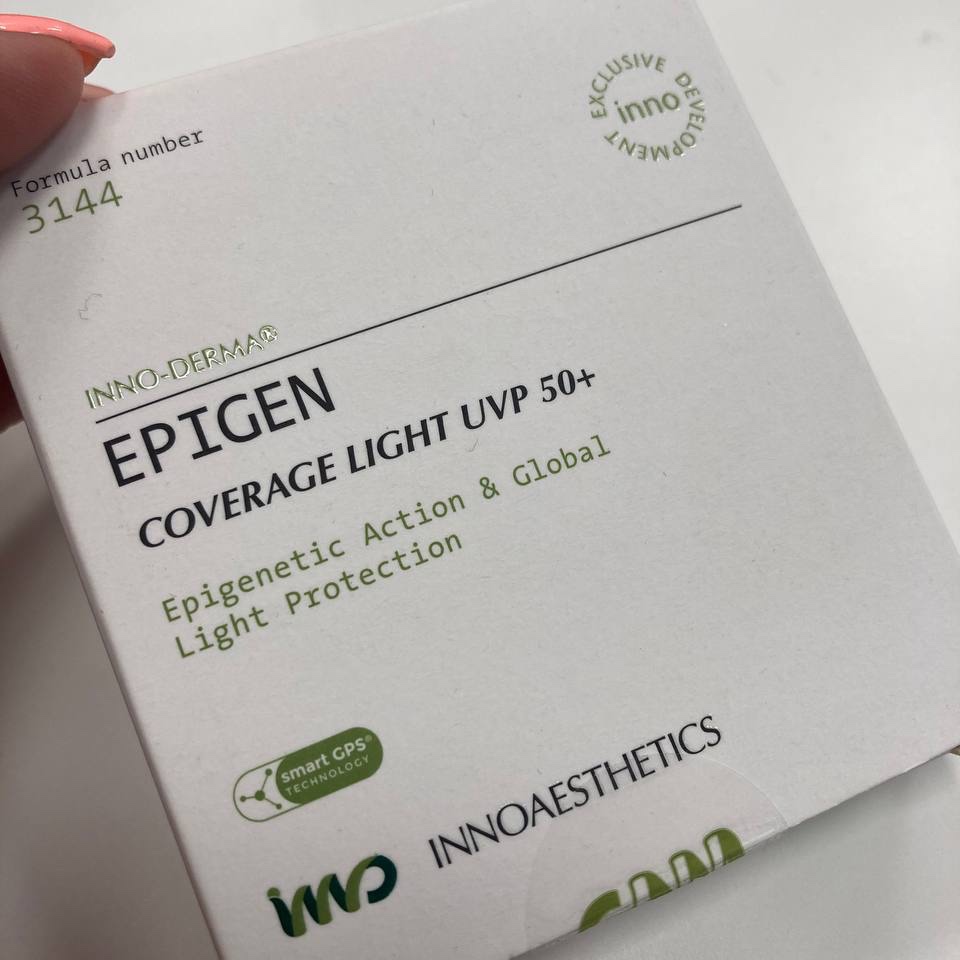 Formula number
3144
EXCLUSIVE DEVELOPMENT
inno
INNO-DERMA®
EPIGEN
COVERAGE LIGHT UVP 50+
Epigenetic Action & Global
Light Protection
smart GPS®
TECHNOLOGY
inno
INNOAESTHETICS